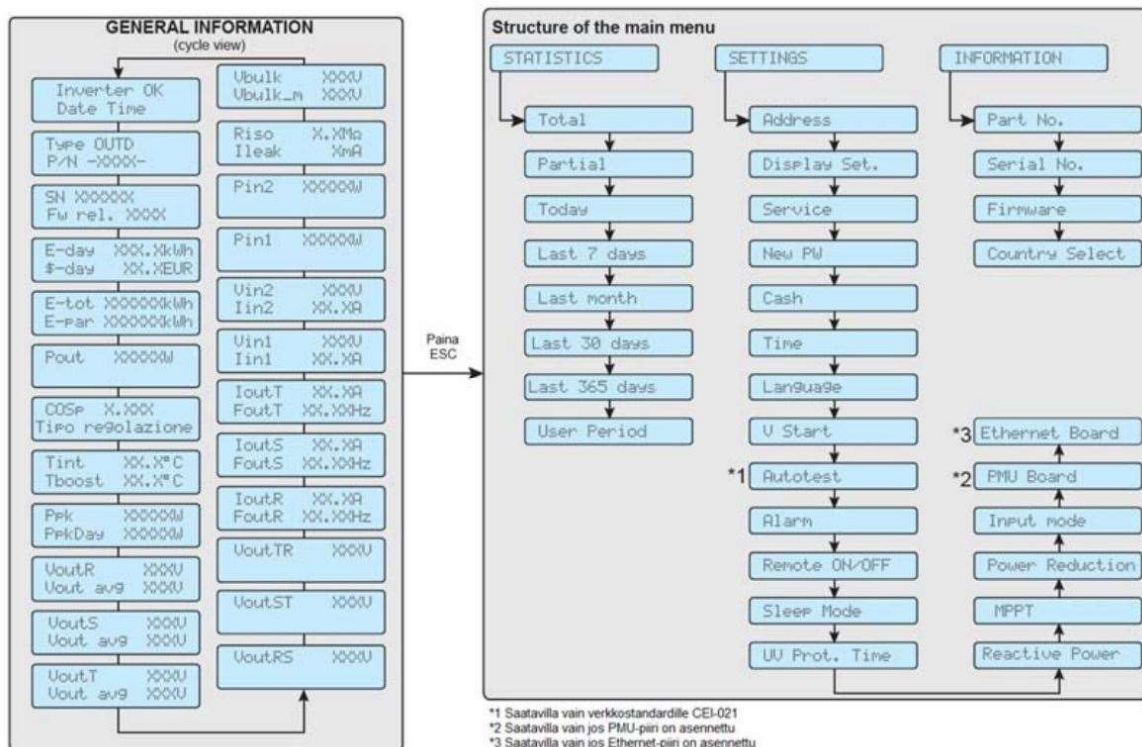 GENERAL INFORMATION
(cycle view)
Inverter OK
Date Time
Type OUTD
P/N -XXXX-
SN XXXXXX
Fw rel. XXXX
E-day XXX.XkWh
$-day XX.XEUR
E-tot XXXXXXkWh
E-par XXXXXXkWh
Pout XXXXXW
COSφ X.XXX
Tipo regolazione
Tint XX.X°C
Tboost XX.X°C
Ppk XXXXXW
PpkDay XXXXXW
VoutR XXXV
Vout avg XXXV
VoutS XXXV
Vout avg XXXV
VoutT XXXV
Vout avg XXXV
Vbulk XXXV
Vbulk_m XXXV
Riso X.XMΩ
Ileak XmA
Pin2 XXXXXW
Pin1 XXXXXW
Vin2 XXXV
Iin2 XX.XA
Vin1 XXXV
Iin1 XX.XA
IoutT XX.XA
FoutT XX.XXHz
IoutS XX.XA
FoutS XX.XXHz
IoutR XX.XA
FoutR XX.XXHz
VoutTR XXXV
VoutST XXXV
VoutRS XXXV
Paina
ESC
Structure of the main menu
STATISTICS
Total
Partial
Today
Last 7 days
Last month
Last 30 days
Last 365 days
User Period
SETTINGS
Address
Display Set.
Service
New PW
Cash
Time
Language
V Start
*1 Autotest
Alarm
Remote ON/OFF
Sleep Mode
UV Prot. Time
INFORMATION
Part No.
Serial No.
Firmware
Country Select
*3 Ethernet Board
*2 PMU Board
Input mode
Power Reduction
MPPT
Reactive Power
*1 Saatavilla vain verkkostandardille CEI-021
*2 Saatavilla vain jos PMU-piiri on asennettu
*3 Saatavilla vain jos Ethernet-piiri on asennettu